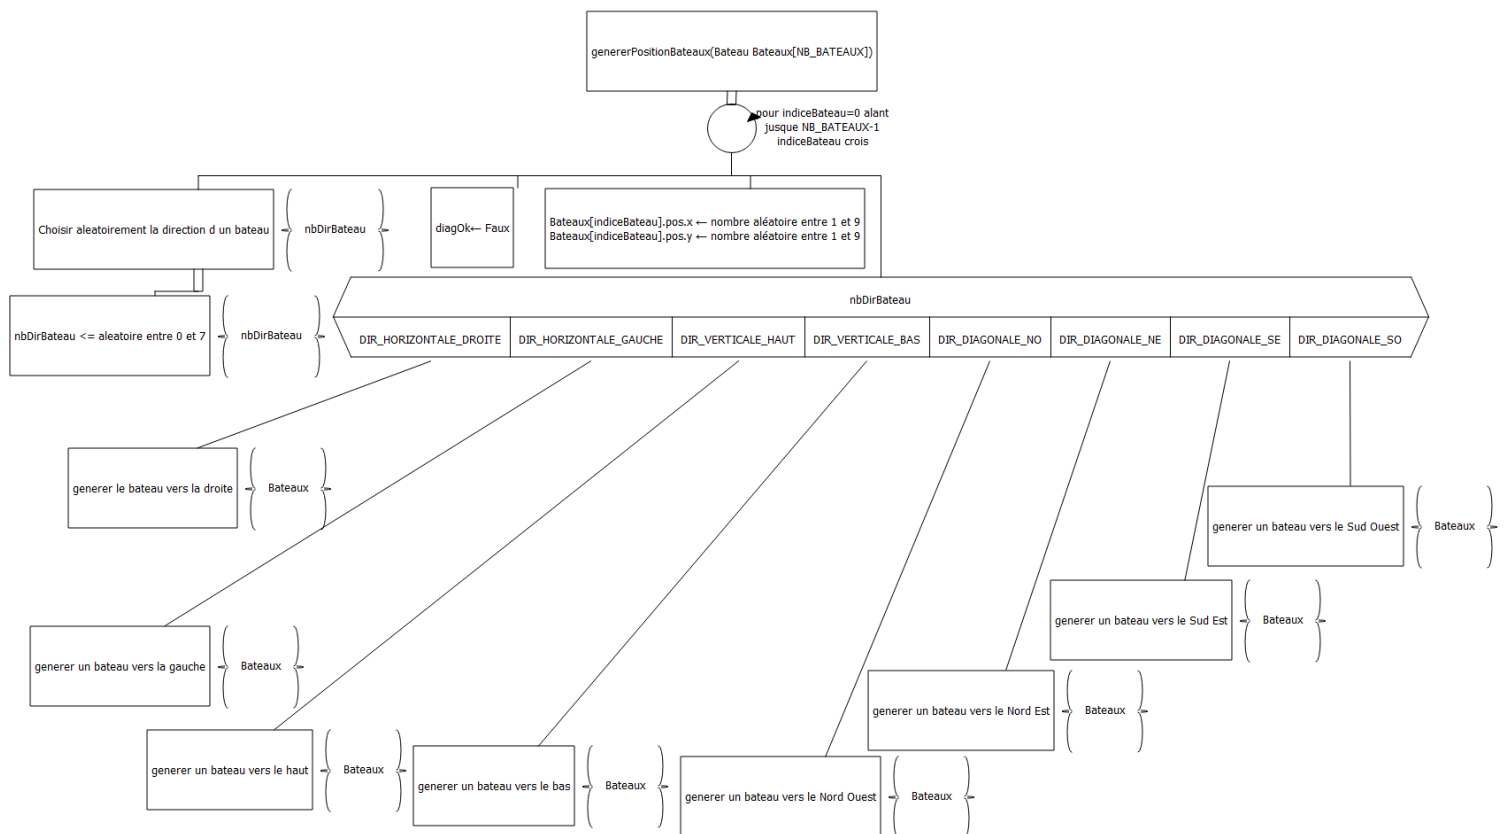 genererPositionBateaux(Bateau Bateaux[NB_BATEAUX])
pour indiceBateau=0 alant
jusque NB_BATEAUX-1
indiceBateau crois
Choisir aleatoirement la direction d un bateau
nbDirBateau
diagOk← Faux
Bateaux[indiceBateau].pos.x ← nombre aléatoire entre 1 et 9
Bateaux[indiceBateau].pos.y ← nombre aléatoire entre 1 et 9
nbDirBateau <= aleatoire entre 0 et 7
nbDirBateau
nbDirBateau
DIR_HORIZONTALE_DROITE
DIR_HORIZONTALE_GAUCHE
DIR_VERTICALE_HAUT
DIR_VERTICALE_BAS
DIR_DIAGONALE_NO
DIR_DIAGONALE_NE
DIR_DIAGONALE_SE
DIR_DIAGONALE_SO
generer le bateau vers la droite
Bateaux
generer un bateau vers le Sud Ouest
Bateaux
generer un bateau vers le Sud Est
Bateaux
generer un bateau vers la gauche
Bateaux
generer un bateau vers le Nord Est
Bateaux
generer un bateau vers le haut
Bateaux
generer un bateau vers le bas
Bateaux
generer un bateau vers le Nord Ouest
Bateaux